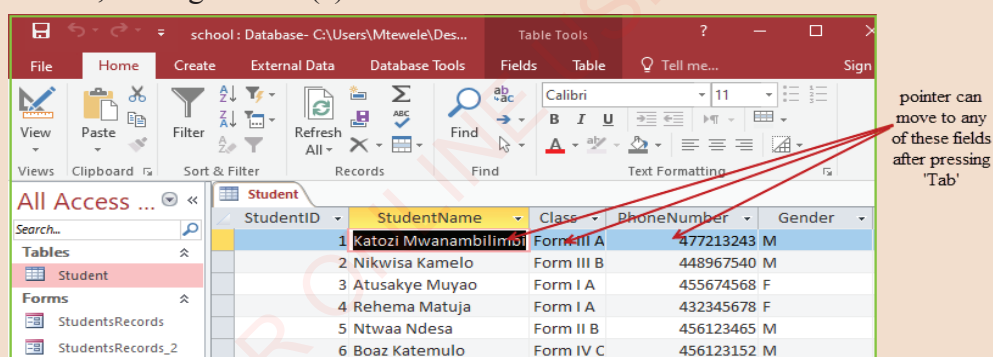 school : Database- C:\Users\Mtewele\Des... Table Tools ?
File Home Create External Data Database Tools Fields Table Tell me... Sign
View Paste Filter Refresh All Find Calibri 11
ABC ab ac
B I U A
Views Clipboard Sort & Filter Records Find Text Formatting
pointer can
move to any
of these fields
after pressing
'Tab'
All Access ...
Search...
Tables
Student
Forms
StudentsRecords
StudentsRecords_2
Student
StudentID StudentName Class PhoneNumber Gender
1 Katozi Mwanambilimbi Form III A 477213243 M
2 Nikwisa Kamelo Form III B 448967540 M
3 Atusakye Muyao Form I A 455674568 F
4 Rehema Matuja Form I A 432345678 F
5 Ntwaa Ndesa Form II B 456123465 M
6 Boaz Katemulo Form IV C 456123152 M